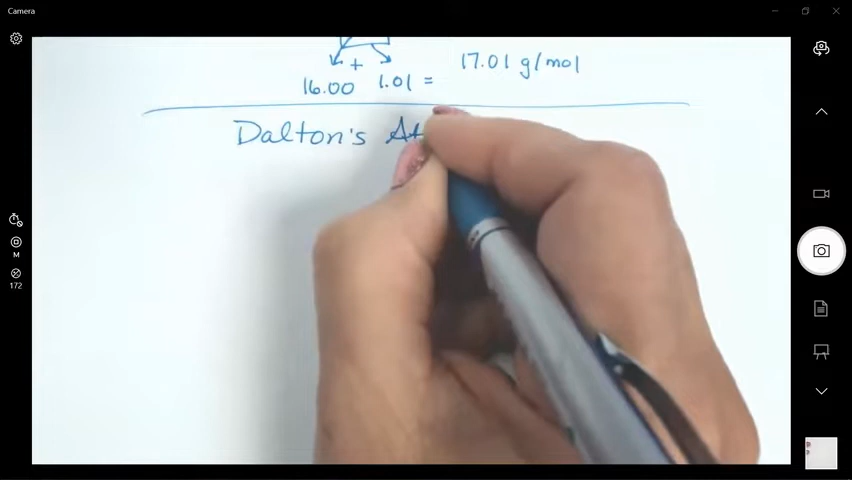 Camera
+
17.01 g/mol
16.00 1.01 =
Dalton's At
M
172